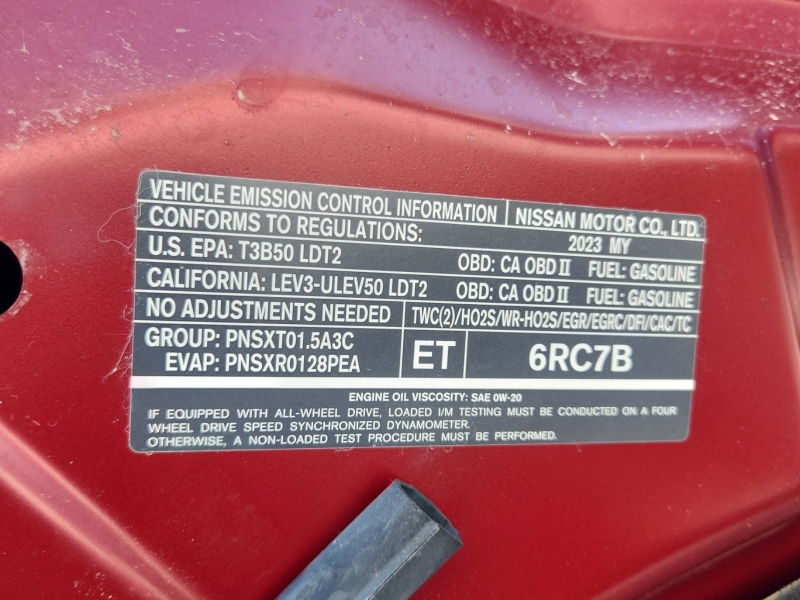 VEHICLE EMISSION CONTROL INFORMATION NISSAN MOTOR CO., LTD.
CONFORMS TO REGULATIONS: 2023 MY
U.S. EPA: T3B50 LDT2 OBD: CA OBD II FUEL: GASOLINE
CALIFORNIA: LEV3-ULEV50 LDT2 OBD: CA OBD II FUEL: GASOLINE
NO ADJUSTMENTS NEEDED TWC(2)/HO2S/WR-HO2S/EGR/EGRC/DFI/CAC/TC
GROUP: PNSXT01.5A3C
EVAP: PNSXR0128PEA
ET
6RC7B
ENGINE OIL VISCOSITY: SAE 0W-20
IF EQUIPPED WITH ALL-WHEEL DRIVE, LOADED I/M TESTING MUST BE CONDUCTED ON A FOUR
WHEEL DRIVE SPEED SYNCHRONIZED DYNAMOMETER.
OTHERWISE, A NON-LOADED TEST PROCEDURE MUST BE PERFORMED.